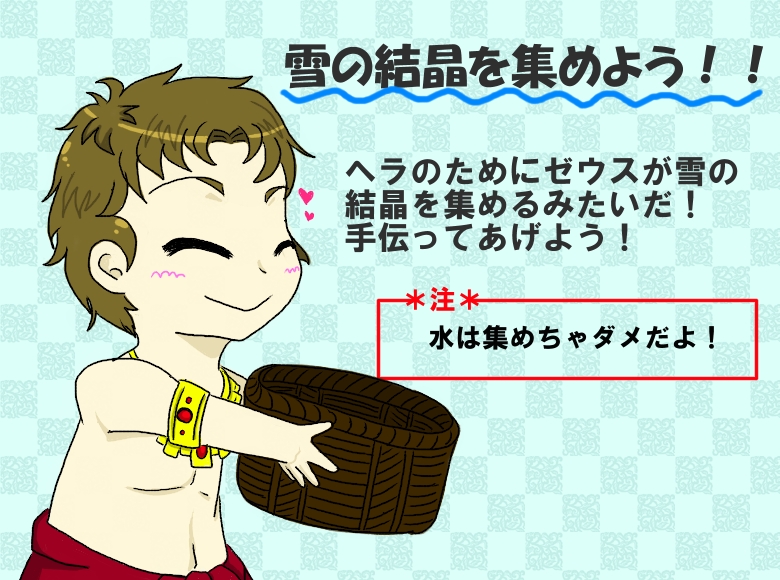 雪の結晶を集めよう！！
ヘラのためにゼウスが雪の
結晶を集めるみたいだ！
手伝ってあげよう！
＊注＊
水は集めちゃダメだよ！